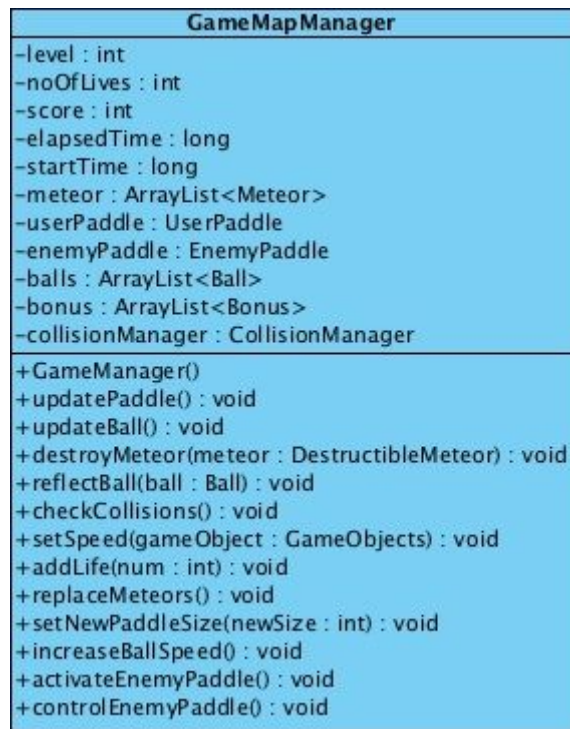 GameMapManager
-level : int
-noOfLives : int
-score : int
-elapsedTime : long
-startTime : long
-meteor : ArrayList<Meteor>
-userPaddle : UserPaddle
-enemyPaddle : EnemyPaddle
-balls : ArrayList<Ball>
-bonus : ArrayList<Bonus>
-collisionManager : CollisionManager
+GameManager()
+updatePaddle() : void
+updateBall() : void
+destroyMeteor(meteor : DestructibleMeteor) : void
+reflectBall(ball : Ball) : void
+checkCollisions() : void
+setSpeed(gameObject : GameObjects) : void
+addLife(num : int) : void
+replaceMeteors() : void
+setNewPaddleSize(newSize : int) : void
+increaseBallSpeed() : void
+activateEnemyPaddle() : void
+controlEnemyPaddle() : void